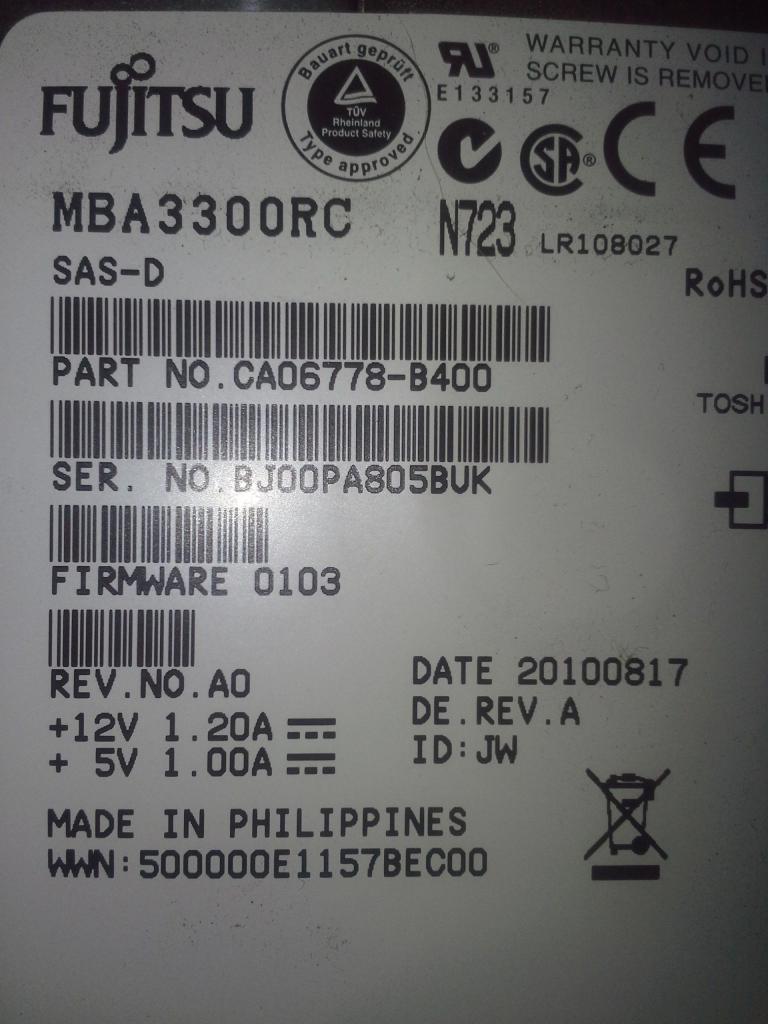 FUJITSU
Bauart geprüft
TÜV
Rheinland
Product Safety
Type approved
E133157
WARRANTY VOID
SCREW IS REMOVE
MBA3300RC
N723 LR108027
SAS-D
RoHS
PART NO.CA06778-B400
TOSH
SER. NO.BJ00PA805BUK
FIRMWARE 0103
REV.NO.A0
DATE 20100817
+12V 1.20A
DE.REV.A
+ 5V 1.00A
ID:JW
MADE IN PHILIPPINES
WWN:500000E1157BEC00